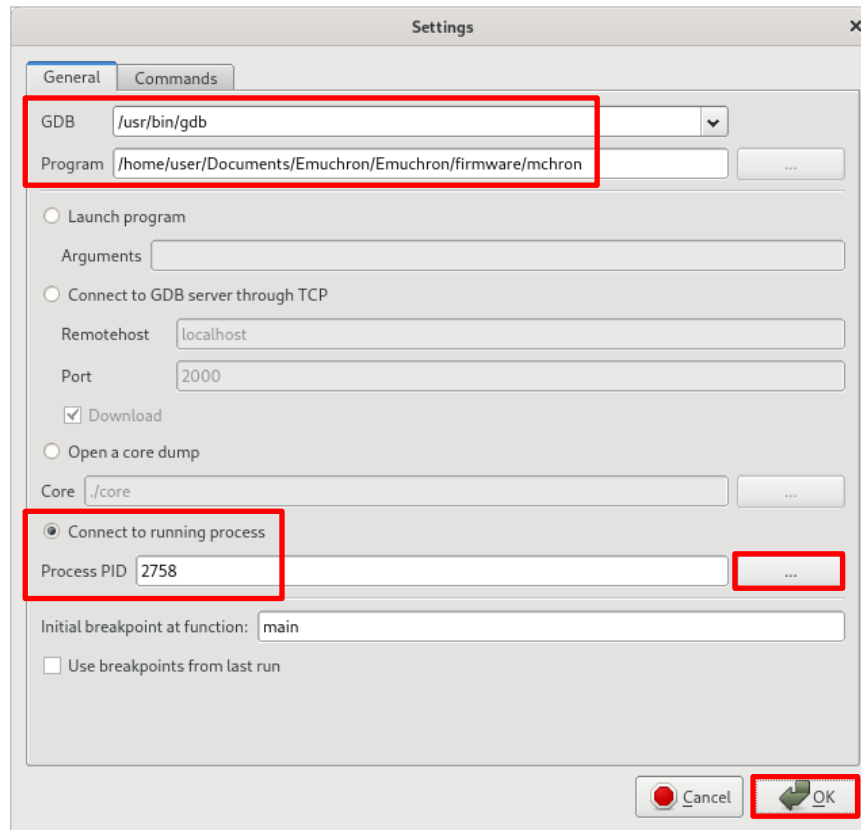 Settings
General Commands
GDB /usr/bin/gdb
Program /home/user/Documents/Emuchron/Emuchron/firmware/mchron ...
Launch program
Arguments
Connect to GDB server through TCP
Remotehost localhost
Port 2000
Download
Open a core dump
Core ./core ...
Connect to running process
Process PID 2758 ...
Initial breakpoint at function: main
Use breakpoints from last run
Cancel OK